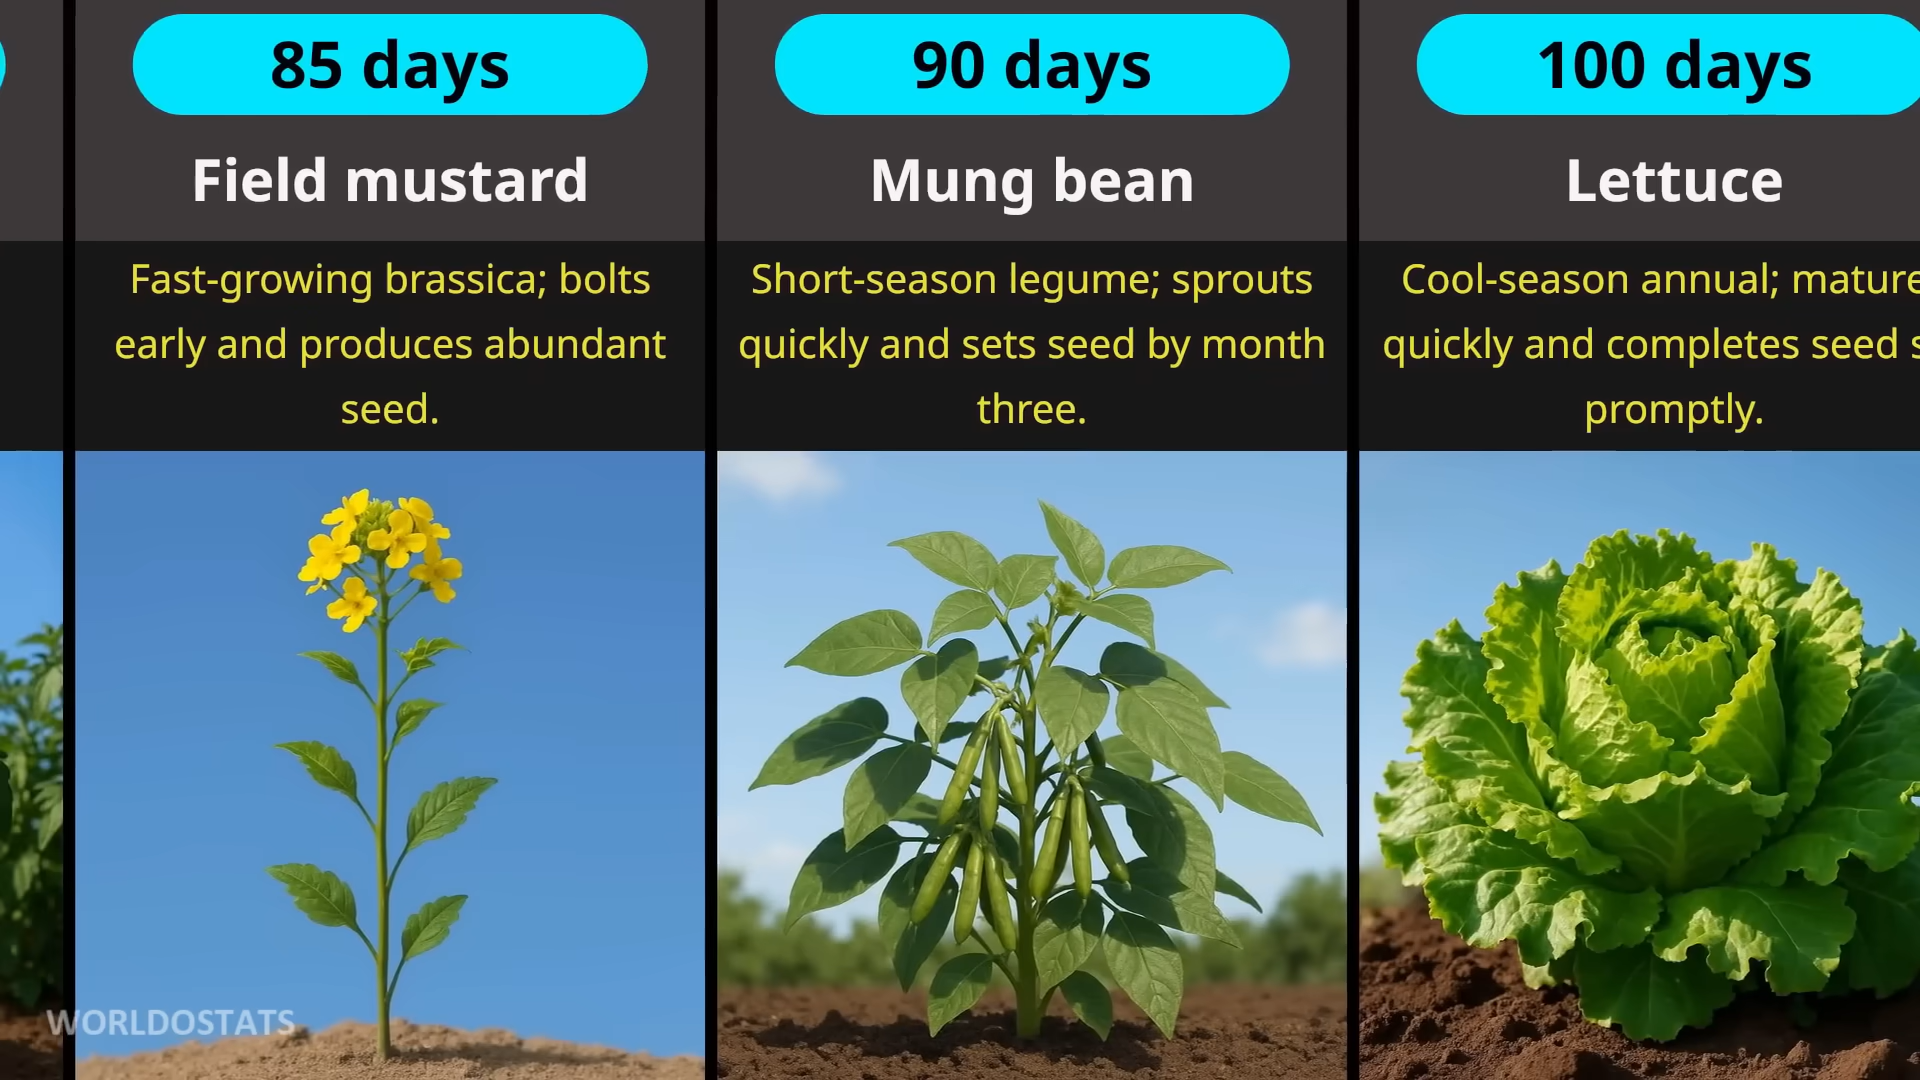 85 days
Field mustard
Fast-growing brassica; bolts
early and produces abundant
seed.
90 days
Mung bean
Short-season legume; sprouts
quickly and sets seed by month
three.
100 days
Lettuce
Cool-season annual; mature
quickly and completes seed s
promptly.
WORLDOSTATS